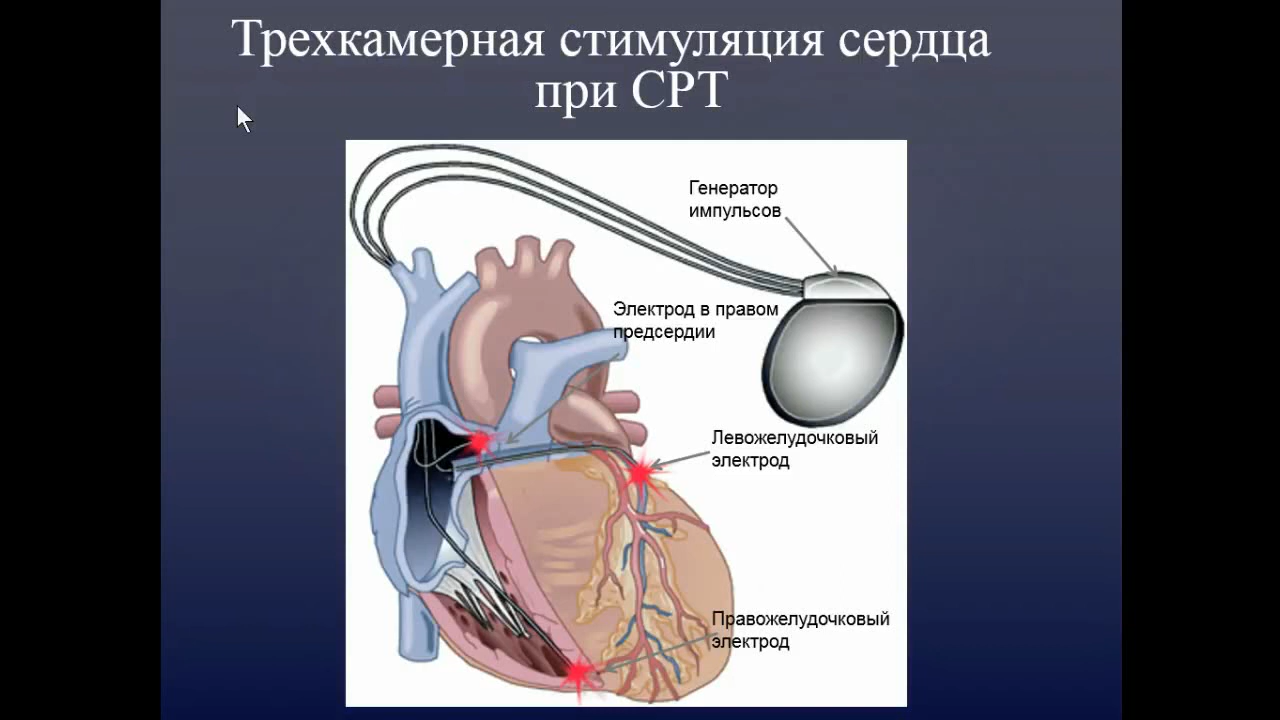 Трехкамерная стимуляция сердца
при СРТ
Генератор
импульсов
Электрод в правом
предсердии
Левожелудочковый
электрод
Правожелудочковый
электрод